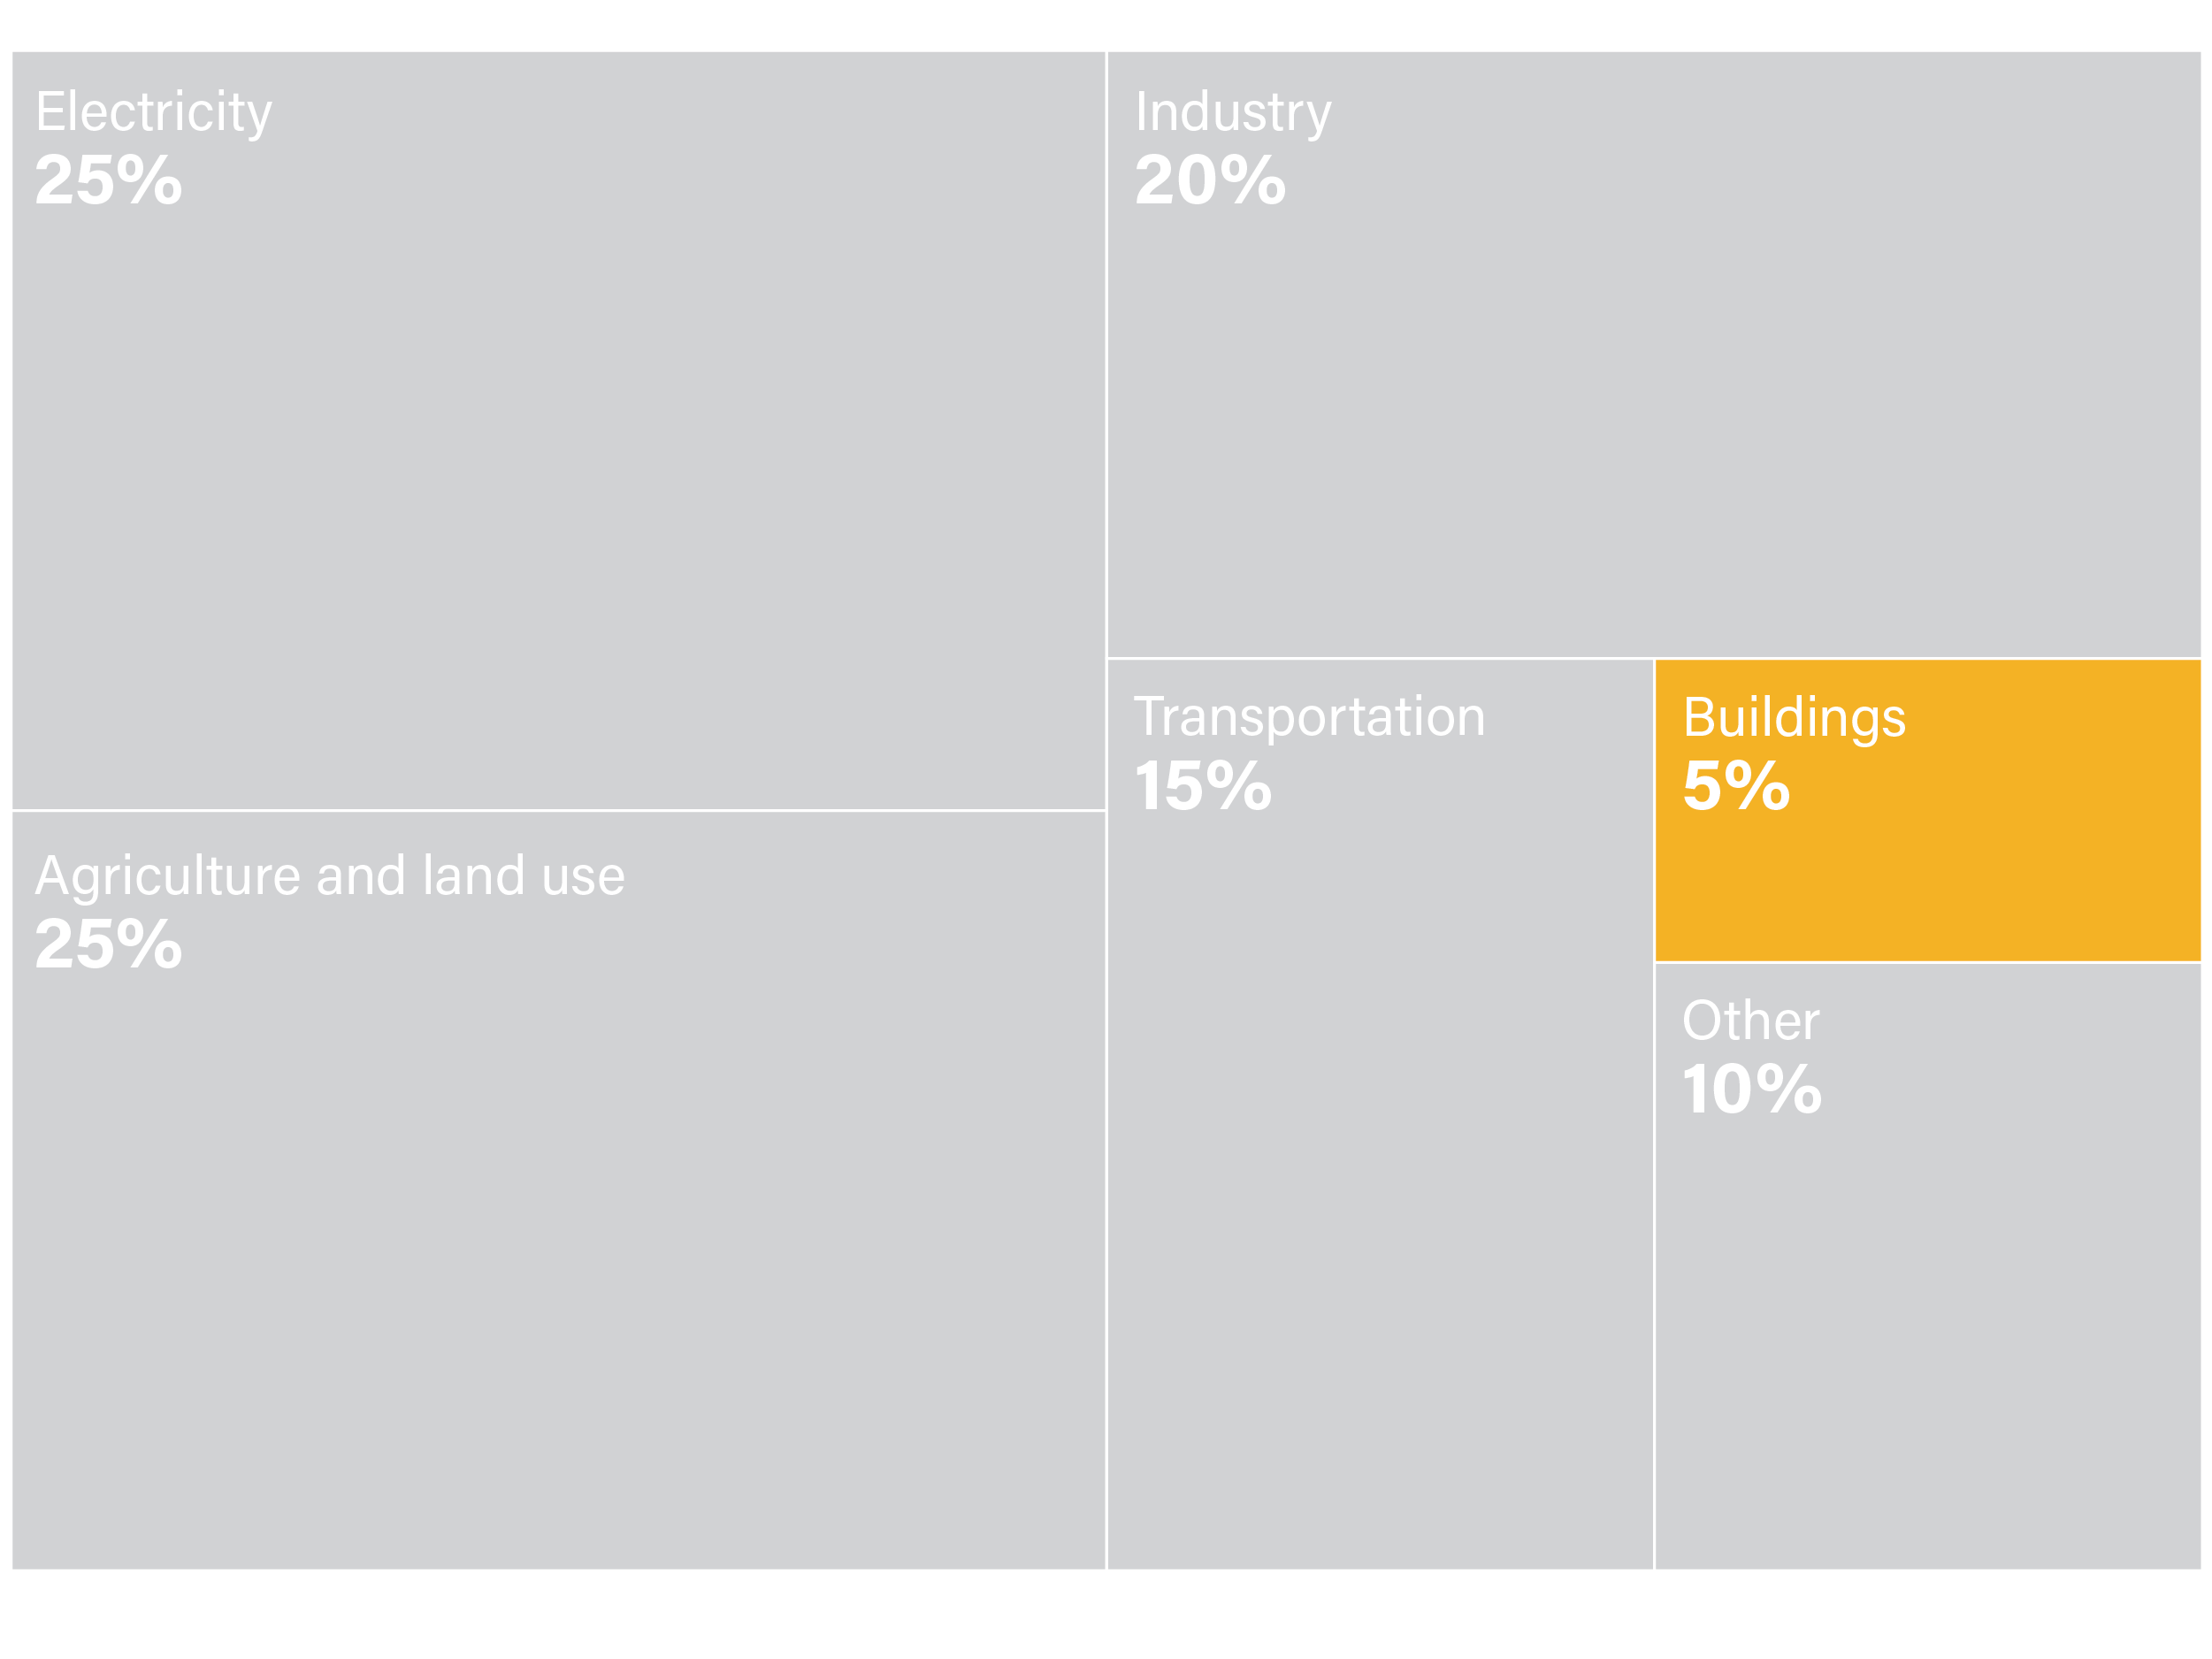 Electricity
25%
Industry
20%
Transportation
15%
Buildings
5%
Agriculture and land use
25%
Other
10%